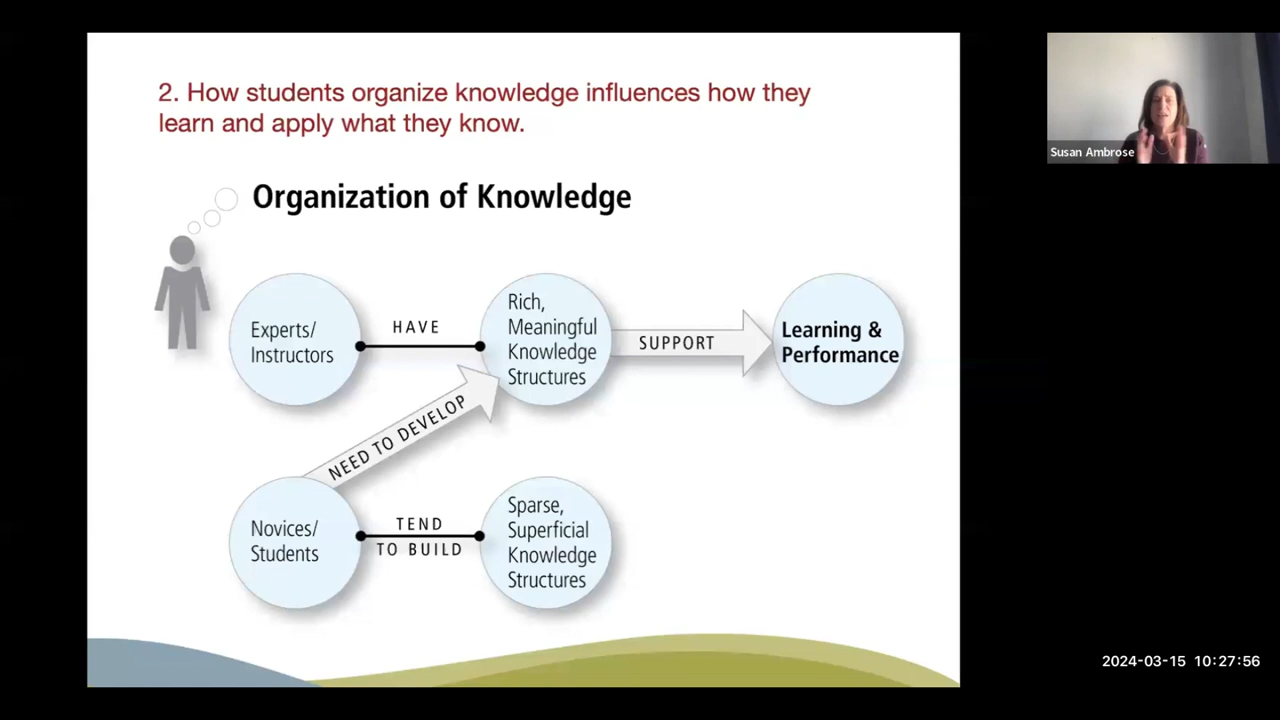 2. How students organize knowledge influences how they
learn and apply what they know.
Organization of Knowledge
Experts/
Instructors
HAVE
Rich,
Meaningful
Knowledge
Structures
SUPPORT
Learning &
Performance
NEED TO DEVELOP
Novices/
Students
TEND
TO BUILD
Sparse,
Superficial
Knowledge
Structures
Susan Ambrose
2024-03-15 10:27:56